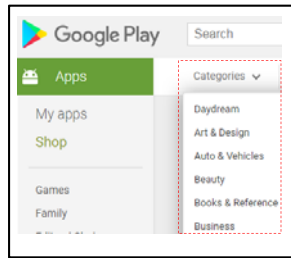 Google Play
Search
Apps
Categories
My apps
Shop
Games
Family
Daydream
Art & Design
Auto & Vehicles
Beauty
Books & Reference
Business